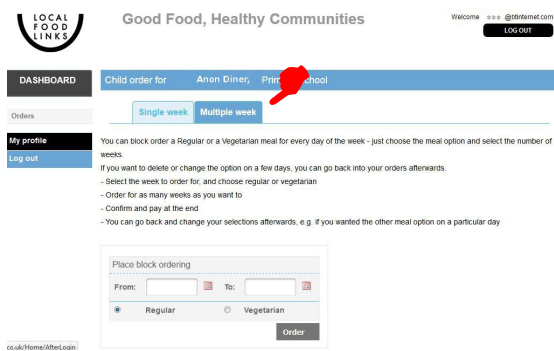 LOCAL
FOOD
LINKS
Good Food, Healthy Communities
Welcome *** @btinternet.com
LOG OUT
DASHBOARD
Child order for Anon Diner, Prim chool
Orders
Single week Multiple week
My profile
Log out
You can block order a Regular or a Vegetarian meal for every day of the week - just choose the meal option and select the number of
weeks.
If you want to delete or change the option on a few days, you can go back into your orders afterwards.
- Select the week to order for, and choose regular or vegetarian
- Order for as many weeks as you want to
- Confirm and pay at the end
- You can go back and change your selections afterwards, e.g. if you wanted the other meal option on a particular day
Place block ordering
From: To:
Regular Vegetarian
Order
co.uk/Home/AfterLogin